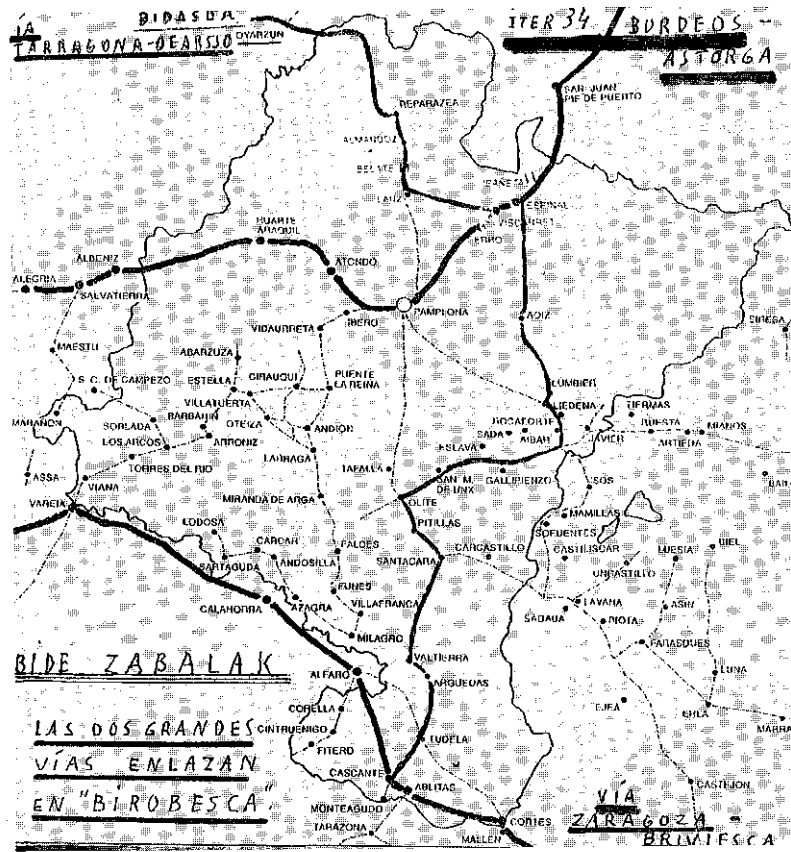 ÍA
TARRAGONA-OEARSSO
BIDASOA
OYARZUN
ITER 34 BURDEOS -
ASTORGA
SAN JUAN
PIE DE PUERTO
REPARAZEA
ALMANDOZ
BELATE
LANZ
ESPINAL
VISCARRET
ERRO
HUARTE
ARAQUIL
ALBENIZ
ATONDO
ALEGRIA
SALVATIERRA
IBERO
PAMPLONA
VIDAURRETA
AOIZ
SIRESA
MAESTU
ABARZUZA
S. C. DE CAMPEZO
ESTELLA
CIRAUQUI
PUENTE
LA REINA
LUMBIER
LIEDENA
TIERMAS
VILLATUERTA
MARAÑON
SORLADA
BARBARIN
OTEIZA
ANDION
ROCAFORTE
SADA
AIBAR
JAVIER
RUESTA
MIANOS
ARTIEDA
LOS ARCOS
ARRONIZ
LARRAGA
ESLAVA
ASSA
TORRES DEL RIO
TAFALLA
SAN M.
DE UNX
GALLIPIENZO
SOS
VIANA
VAREIA
MIRANDA DE ARGA
OLITE
MAMILLAS
LODOSA
PITILLAS
SOFUENTES
CARCAR
FALCES
CARCASTILLO
CASTILISCAR
LUESIA
BIEL
SARTAGUDA
ANDOSILLA
SANTACARA
UNCASTILLO
FUNES
CALAHORRA
AZAGRA
VILLAFRANCA
SADABA
LAYANA
BIOTA
ASIN
MILAGRO
FARASDUES
BIDE ZABALAK
VALTIERRA
ALFARO
ARGUEDAS
LUNA
CORELLA
EJEA
ERLA
MARRA
LAS DOS GRANDES
VÍAS ENLAZAN
EN "BIROBESCA".
CINTRUENIGO
FITERO
TUDELA
CASCANTE
ABLITAS
CASTEJON
MONTEAGUDO
TARAZONA
CORTES
MALLEN
VÍA
ZARAGOZA -
BRIVIESCA